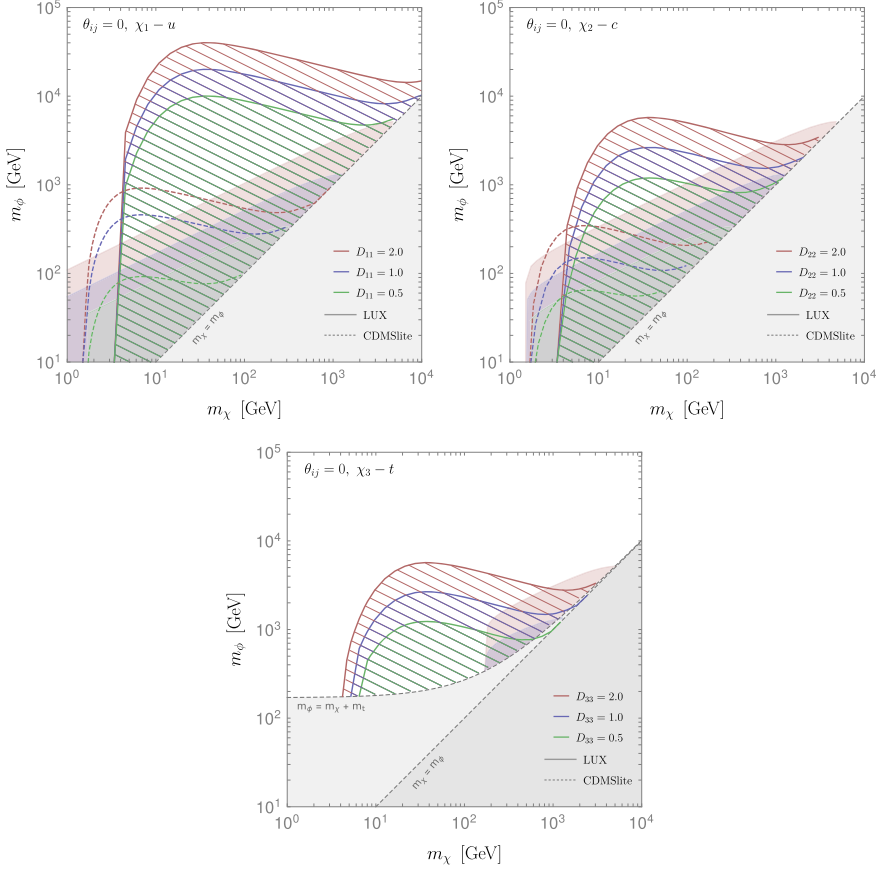 θij = 0, χ1 − u
10^5
10^4
10^3
10^2
10^1
mϕ [GeV]
D11 = 2.0
D11 = 1.0
D11 = 0.5
LUX
CDMSlite
mχ = mϕ
10^0 10^1 10^2 10^3 10^4
mχ [GeV]
θij = 0, χ2 − c
10^5
10^4
10^3
10^2
10^1
mϕ [GeV]
D22 = 2.0
D22 = 1.0
D22 = 0.5
LUX
CDMSlite
mχ = mϕ
10^0 10^1 10^2 10^3 10^4
mχ [GeV]
θij = 0, χ3 − t
10^5
10^4
10^3
10^2
10^1
mϕ [GeV]
mϕ = mχ + mt
D33 = 2.0
D33 = 1.0
D33 = 0.5
LUX
CDMSlite
mχ = mϕ
10^0 10^1 10^2 10^3 10^4
mχ [GeV]